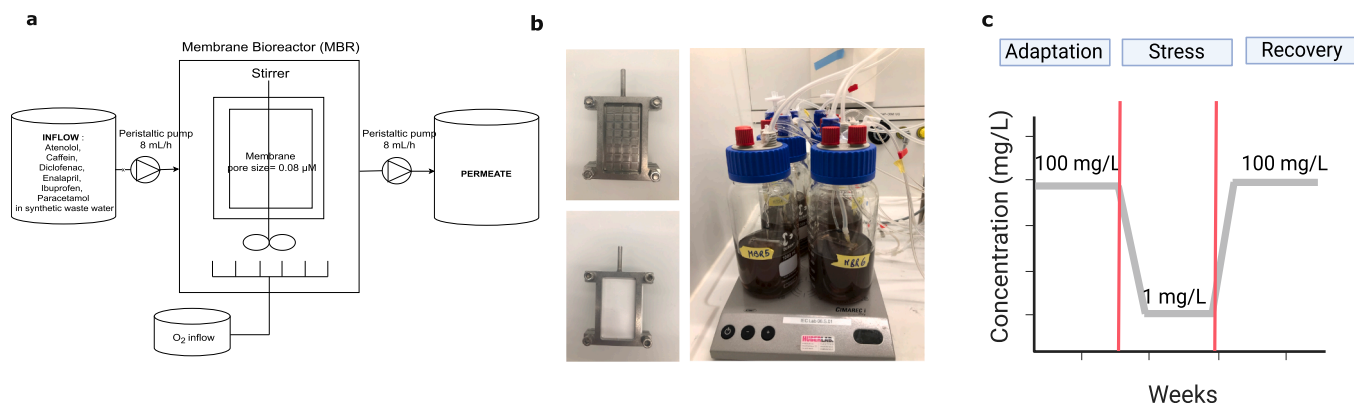 a
Membrane Bioreactor (MBR)
Stirrer
INFLOW :
Atenolol,
Caffein,
Diclofenac,
Enalapril,
Ibuprofen,
Paracetamol
in synthetic waste water
Peristaltic pump
8 mL/h
Membrane
pore size= 0.08 µM
Peristaltic pump
8 mL/h
PERMEATE
O2 inflow
b
MBR5
MBR6
CIMAREC i
HUBERLAB.
c
Adaptation
Stress
Recovery
Concentration (mg/L)
100 mg/L
1 mg/L
100 mg/L
Weeks